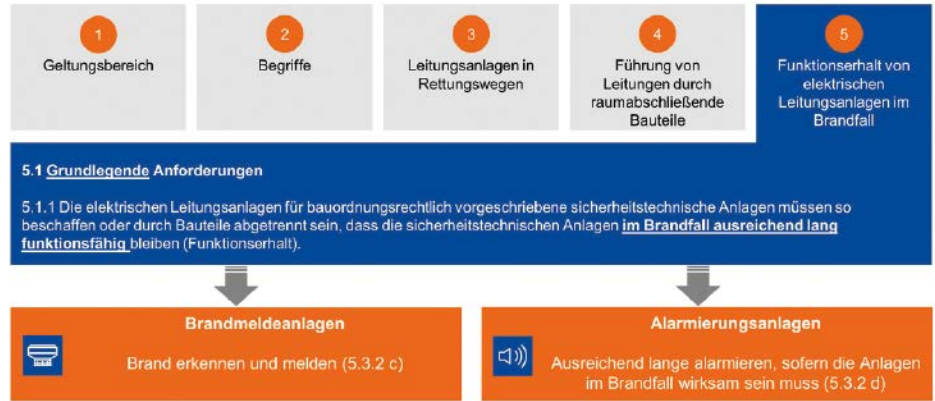 1
Geltungsbereich
2
Begriffe
3
Leitungsanlagen in
Rettungswegen
4
Führung von
Leitungen durch
raumabschließende
Bauteile
5
Funktionserhalt von
elektrischen
Leitungsanlagen im
Brandfall
5.1 Grundlegende Anforderungen
5.1.1 Die elektrischen Leitungsanlagen für bauordnungsrechtlich vorgeschriebene sicherheitstechnische Anlagen müssen so
beschaffen oder durch Bauteile abgetrennt sein, dass die sicherheitstechnischen Anlagen im Brandfall ausreichend lang
funktionsfähig bleiben (Funktionserhalt).
Brandmeldeanlagen
Brand erkennen und melden (5.3.2 c)
Alarmierungsanlagen
Ausreichend lange alarmieren, sofern die Anlagen
im Brandfall wirksam sein muss (5.3.2 d)